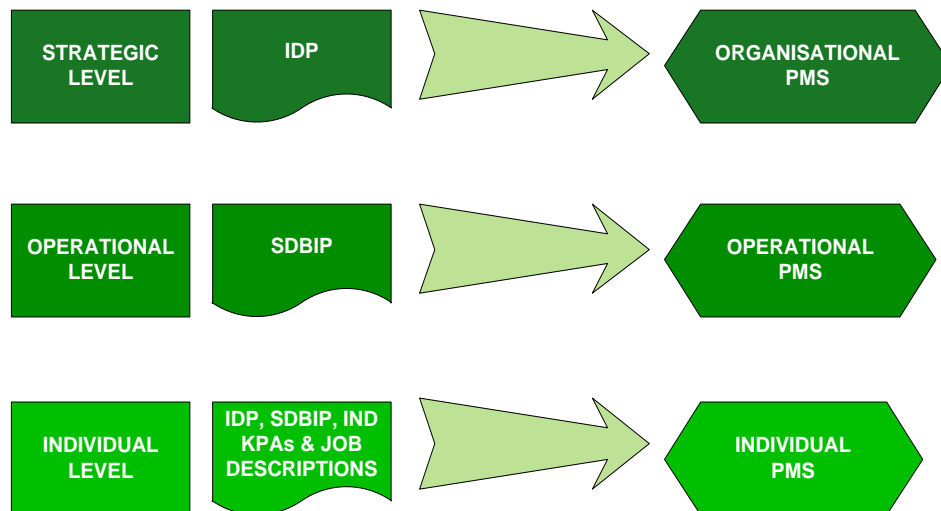 STRATEGIC
LEVEL
IDP
ORGANISATIONAL
PMS
OPERATIONAL
LEVEL
SDBIP
OPERATIONAL
PMS
INDIVIDUAL
LEVEL
IDP, SDBIP, IND
KPAs & JOB
DESCRIPTIONS
INDIVIDUAL
PMS